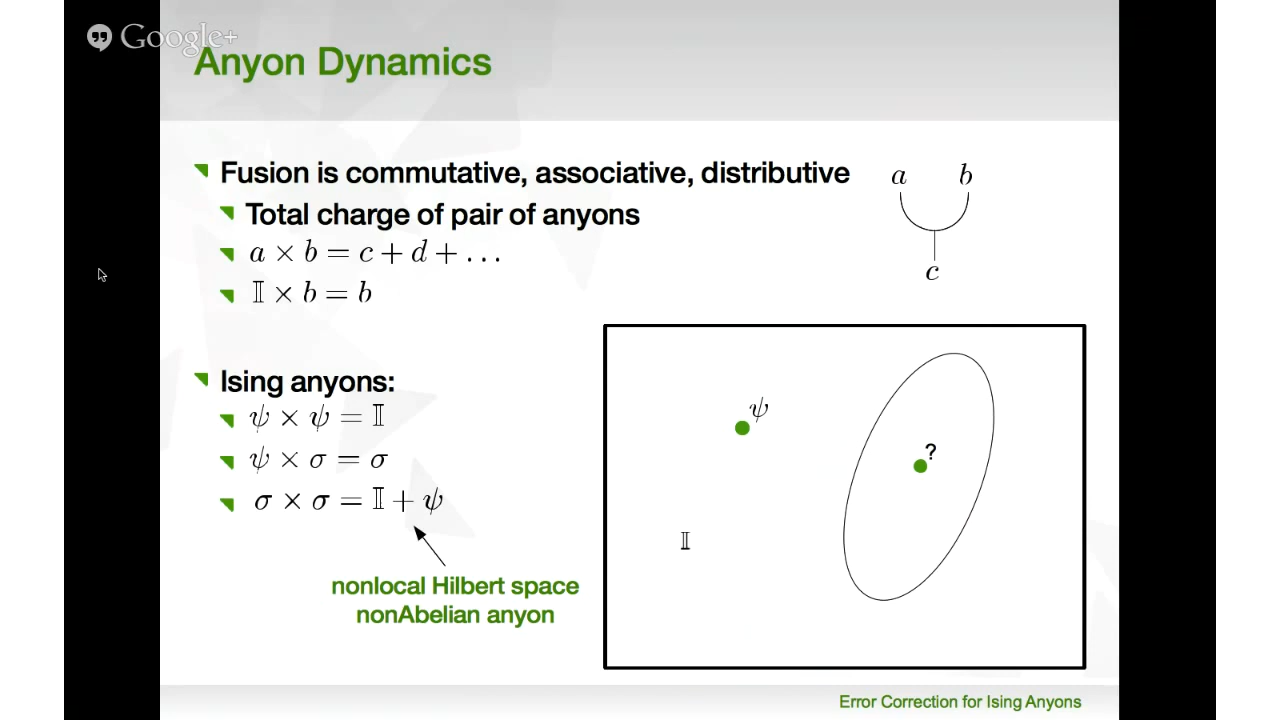 Google+
Anyon Dynamics
Fusion is commutative, associative, distributive
Total charge of pair of anyons
a × b = c + d + ...
𝕀 × b = b
a b
c
Ising anyons:
ψ × ψ = 𝕀
ψ × σ = σ
σ × σ = 𝕀 + ψ
nonlocal Hilbert space
nonAbelian anyon
ψ
?
𝕀
Error Correction for Ising Anyons